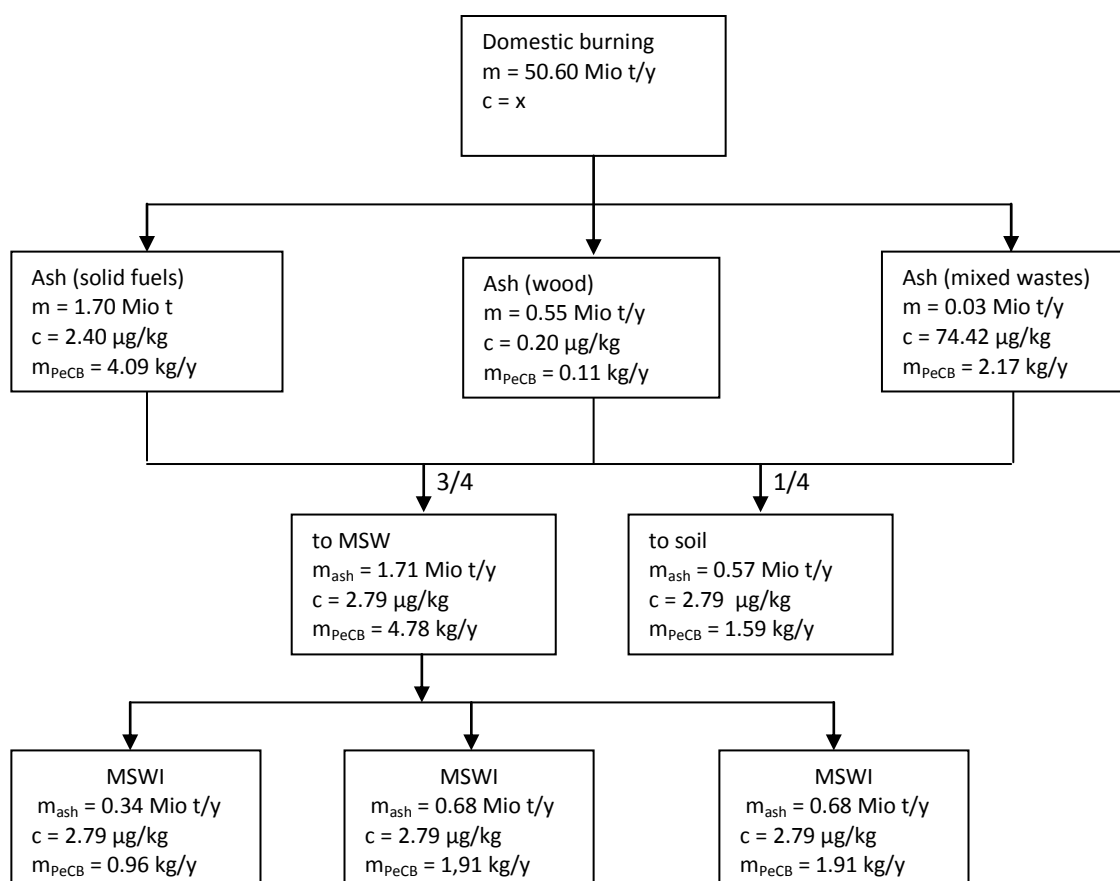 Domestic burning
m = 50.60 Mio t/y
c = x
Ash (solid fuels)
m = 1.70 Mio t
c = 2.40 µg/kg
mPeCB = 4.09 kg/y
Ash (wood)
m = 0.55 Mio t/y
c = 0.20 µg/kg
mPeCB = 0.11 kg/y
Ash (mixed wastes)
m = 0.03 Mio t/y
c = 74.42 µg/kg
mPeCB = 2.17 kg/y
3/4
1/4
to MSW
mash = 1.71 Mio t/y
c = 2.79 µg/kg
mPeCB = 4.78 kg/y
to soil
mash = 0.57 Mio t/y
c = 2.79 µg/kg
mPeCB = 1.59 kg/y
MSWI
mash = 0.34 Mio t/y
c = 2.79 µg/kg
mPeCB = 0.96 kg/y
MSWI
mash = 0.68 Mio t/y
c = 2.79 µg/kg
mPeCB = 1,91 kg/y
MSWI
mash = 0.68 Mio t/y
c = 2.79 µg/kg
mPeCB = 1.91 kg/y